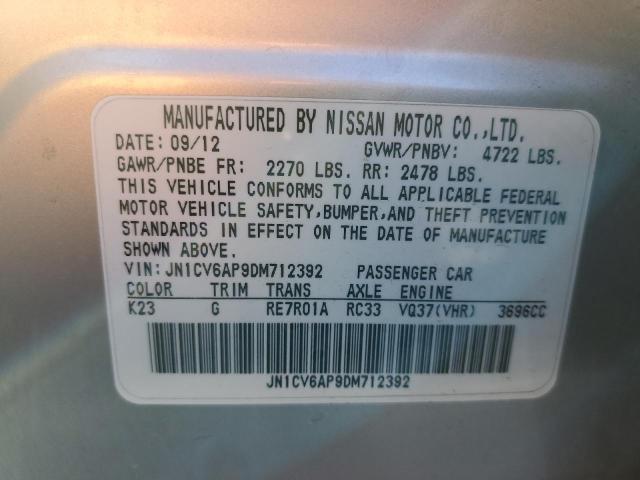 MANUFACTURED BY NISSAN MOTOR CO.,LTD.
DATE: 09/12 GVWR/PNBV: 4722 LBS.
GAWR/PNBE FR: 2270 LBS. RR: 2478 LBS.
THIS VEHICLE CONFORMS TO ALL APPLICABLE FEDERAL
MOTOR VEHICLE SAFETY,BUMPER,AND THEFT PREVENTION
STANDARDS IN EFFECT ON THE DATE OF MANUFACTURE
SHOWN ABOVE.
VIN: JN1CV6AP9DM712392 PASSENGER CAR
COLOR TRIM TRANS AXLE ENGINE
K23 G RE7R01A RC33 VQ37(VHR) 3696CC
JN1CV6AP9DM712392